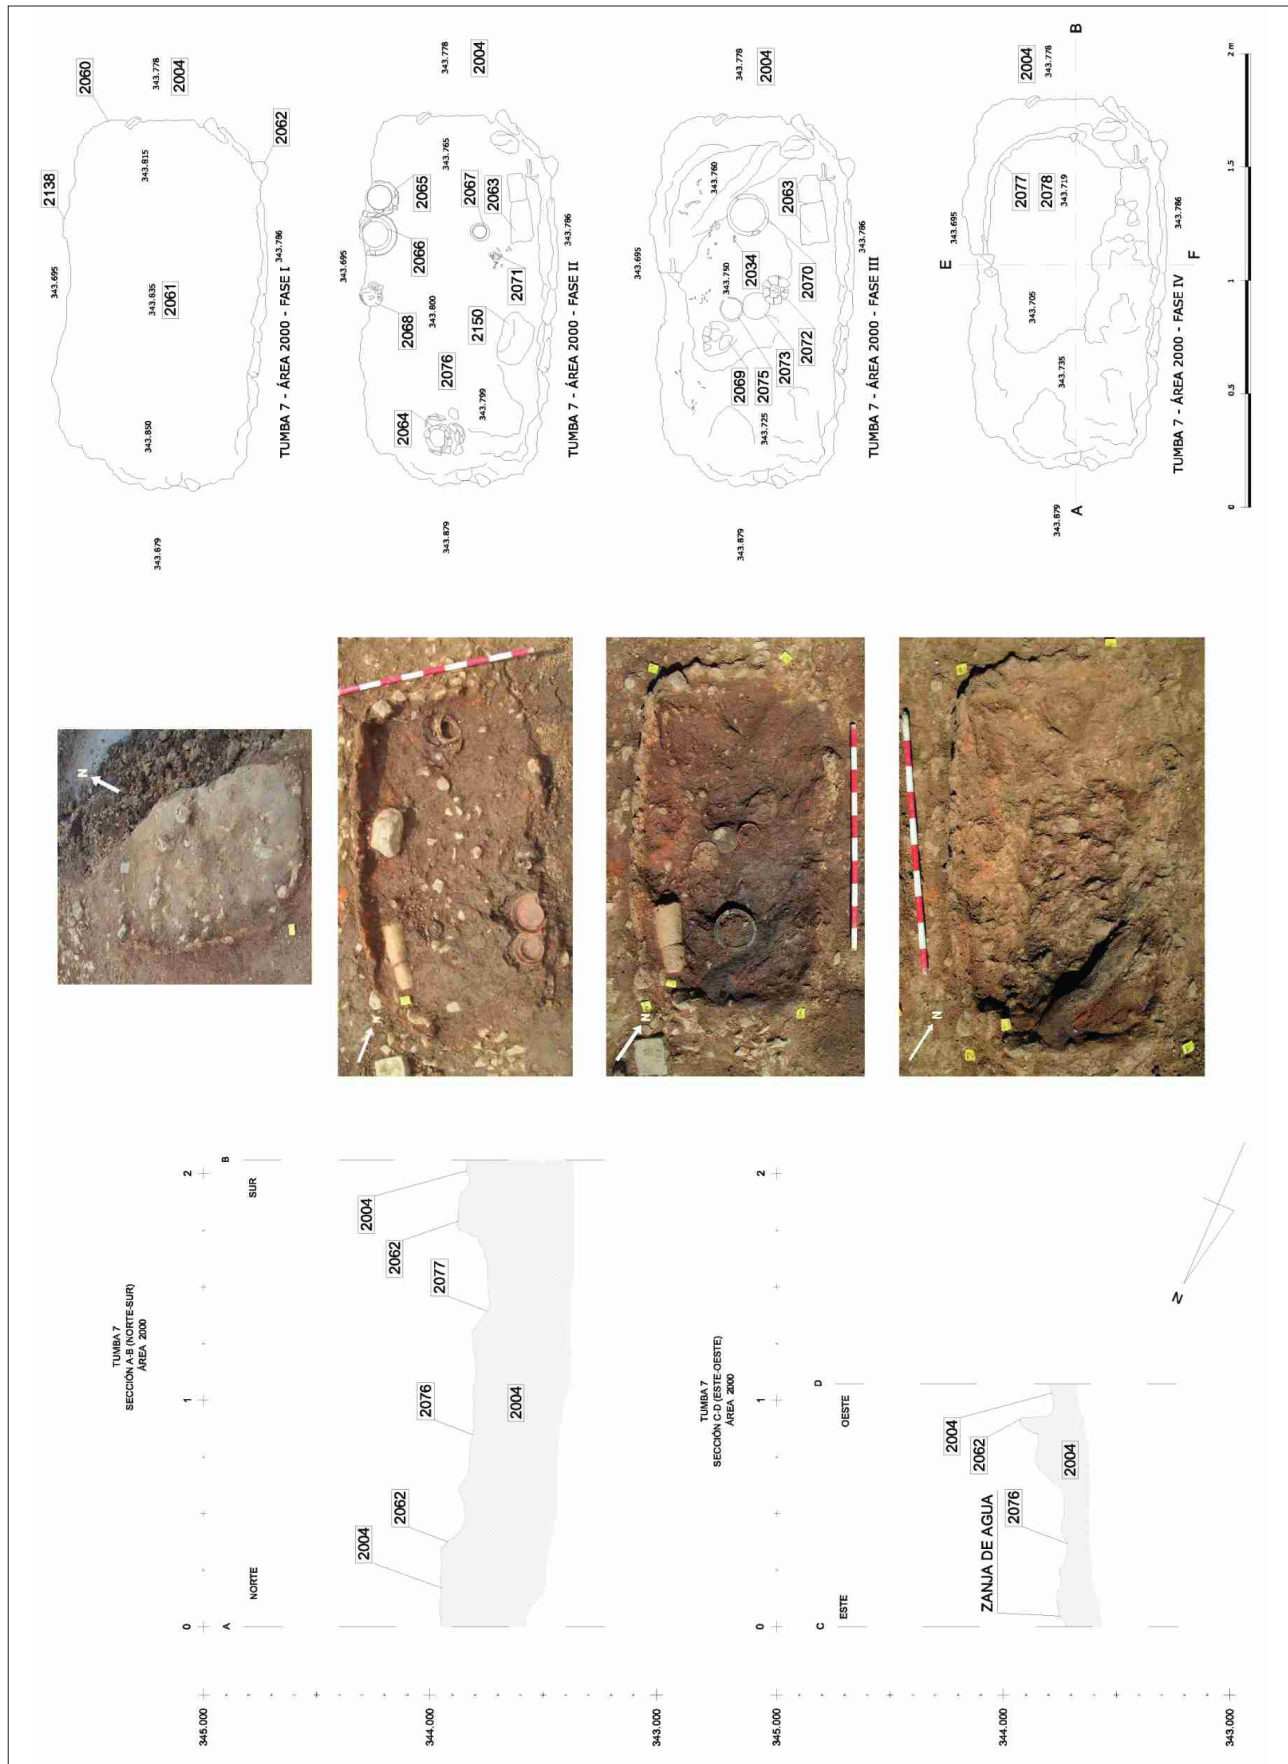 TUMBA 7
SECCIÓN A-B (NORTE-SUR)
ÁREA 2000
345.000
0
1
2
A
NORTE
SUR
B
2004
2062
2076
2077
2062
2004
344.000
2004
343.000
TUMBA 7
SECCIÓN C-D (ESTE-OESTE)
ÁREA 2000
345.000
0
1
C
ESTE
OESTE
D
ZANJA DE AGUA
2076
2062
2004
344.000
2004
343.000
N
N
N
N
N
2138
2060
343.695
343.879
343.850
343.835
343.815
343.778
2061
2004
343.786
2062
TUMBA 7 - ÁREA 2000 - FASE I
343.695
2068
2066
2065
343.879
2064
343.800
343.765
343.778
2076
2004
343.799
2150
2071
2063
2067
343.786
TUMBA 7 - ÁREA 2000 - FASE II
343.695
343.760
343.879
343.750
343.778
2034
2004
343.725
2069
2075
2073
2072
2070
2063
343.786
TUMBA 7 - ÁREA 2000 - FASE III
343.695
E
2077
2078
343.879
343.705
343.719
343.778
2004
343.735
A
B
343.786
F
TUMBA 7 - ÁREA 2000 - FASE IV
0
0.5
1
1.5
2 m